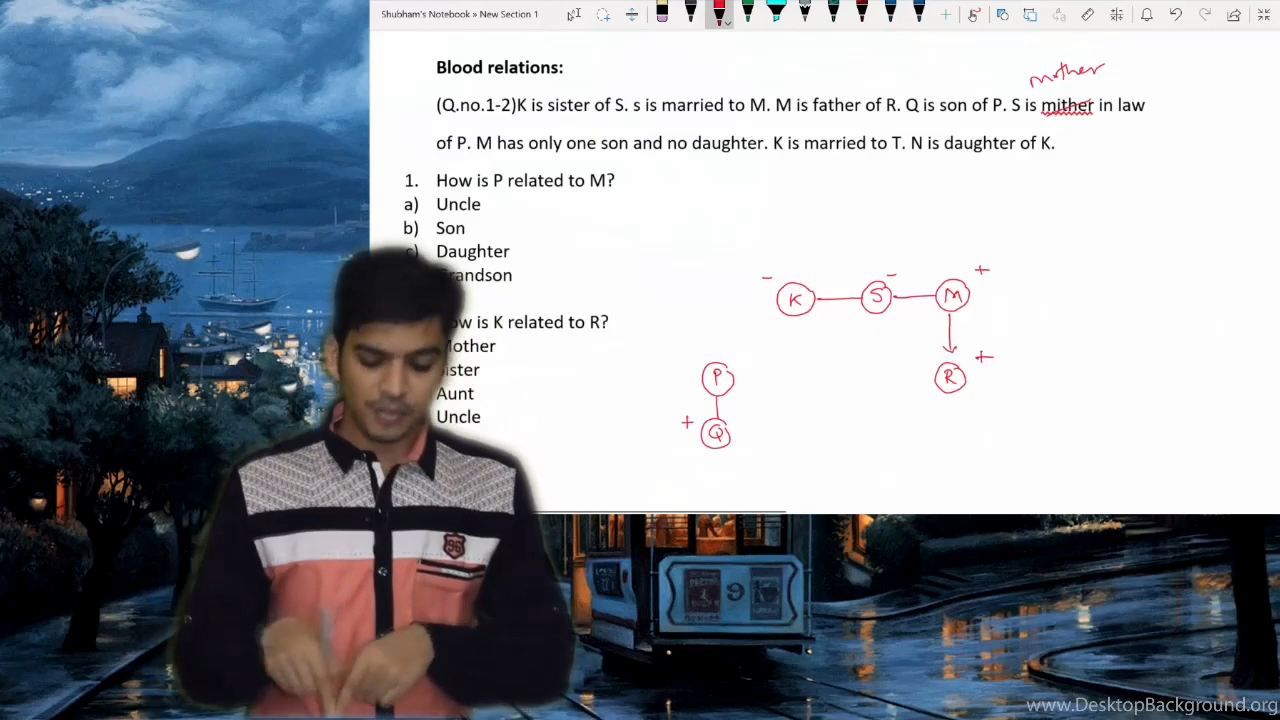 Shubham's Notebook » New Section 1
Blood relations:
mother
(Q.no.1-2)K is sister of S. s is married to M. M is father of R. Q is son of P. S is mither in law
of P. M has only one son and no daughter. K is married to T. N is daughter of K.
1. How is P related to M?
a) Uncle
b) Son
Daughter
randson
w is K related to R?
Mother
ister
Aunt
Uncle
- - +
K S M
+
P R
+ Q
9
www.DesktopBackground.org